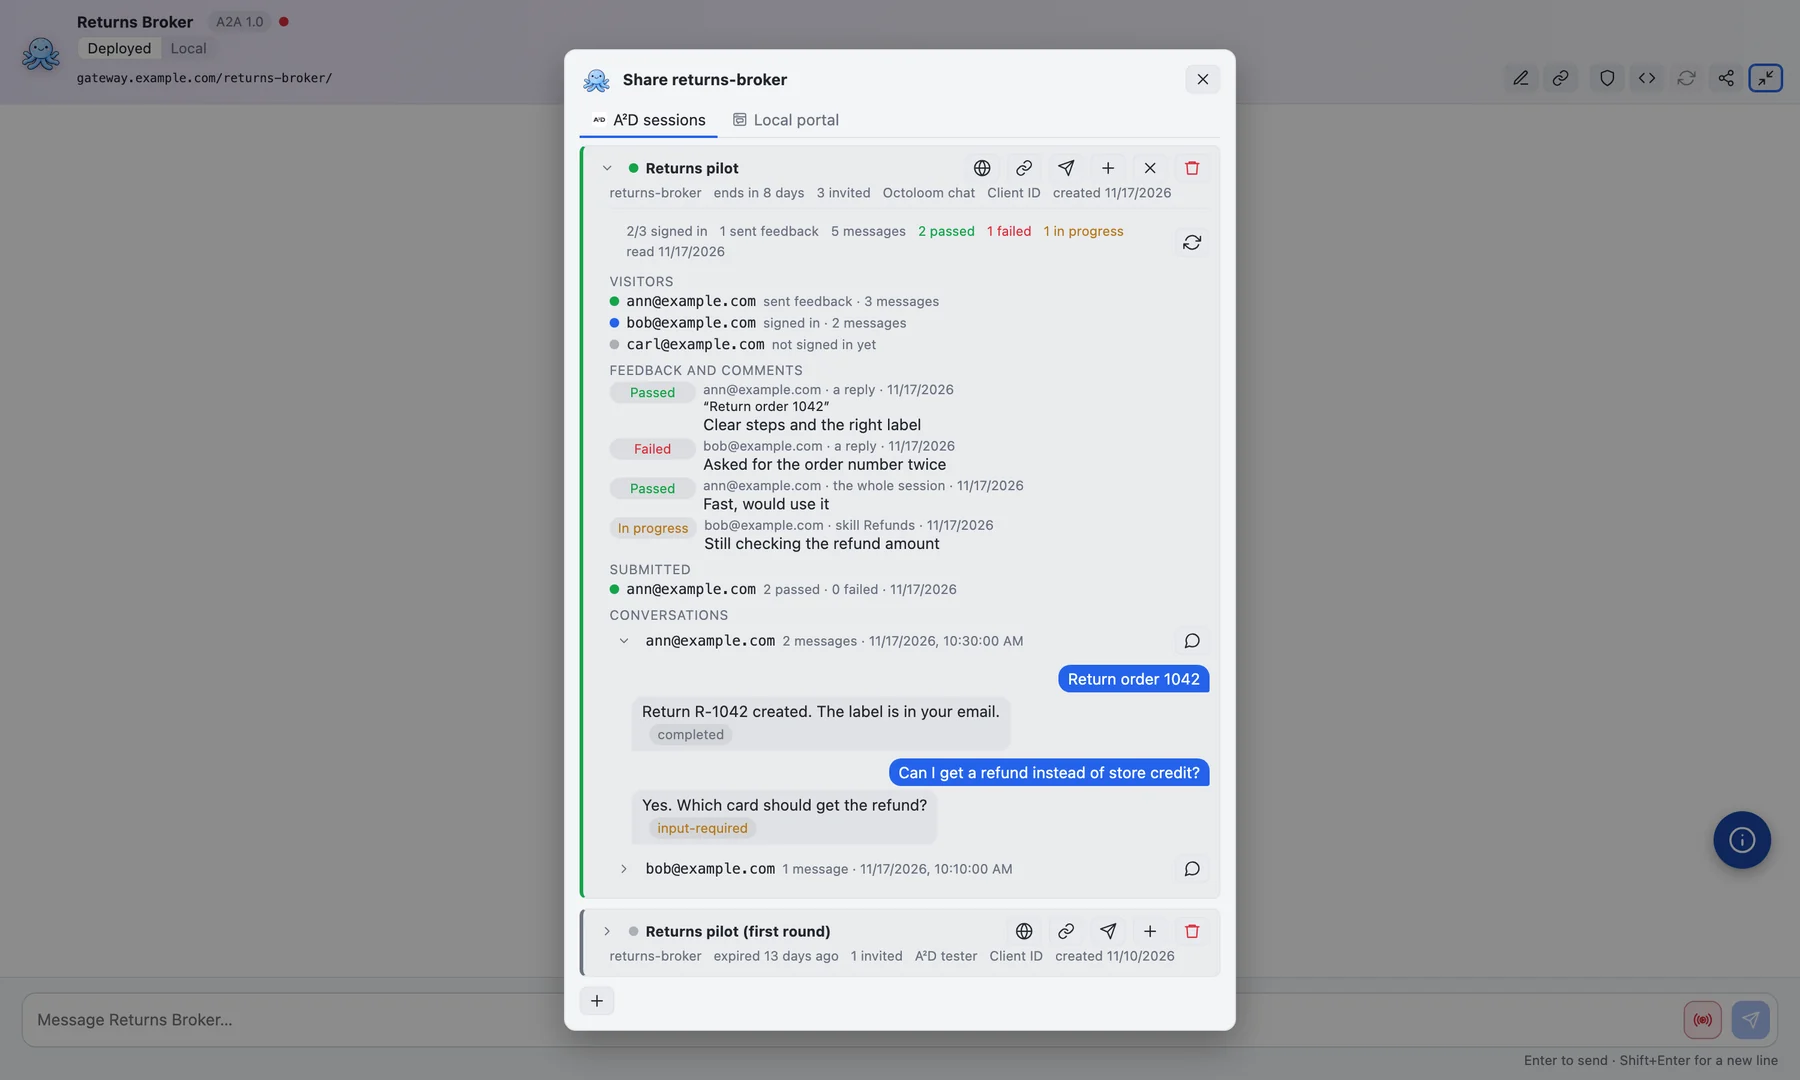 Returns Broker A2A 1.0
Deployed Local
gateway.example.com/returns-broker/
Share returns-broker
A²D A²D sessions Local portal
Returns pilot
returns-broker ends in 8 days 3 invited Octoloom chat Client ID created 11/17/2026
2/3 signed in 1 sent feedback 5 messages 2 passed 1 failed 1 in progress
read 11/17/2026
VISITORS
ann@example.com sent feedback · 3 messages
bob@example.com signed in · 2 messages
carl@example.com not signed in yet
FEEDBACK AND COMMENTS
Passed ann@example.com · a reply · 11/17/2026
“Return order 1042”
Clear steps and the right label
Failed bob@example.com · a reply · 11/17/2026
Asked for the order number twice
Passed ann@example.com · the whole session · 11/17/2026
Fast, would use it
In progress bob@example.com · skill Refunds · 11/17/2026
Still checking the refund amount
SUBMITTED
ann@example.com 2 passed · 0 failed · 11/17/2026
CONVERSATIONS
ann@example.com 2 messages · 11/17/2026, 10:30:00 AM
Return order 1042
Return R-1042 created. The label is in your email.
completed
Can I get a refund instead of store credit?
Yes. Which card should get the refund?
input-required
bob@example.com 1 message · 11/17/2026, 10:10:00 AM
Returns pilot (first round)
returns-broker expired 13 days ago 1 invited A²D tester Client ID created 11/10/2026
Message Returns Broker...
Enter to send · Shift+Enter for a new line